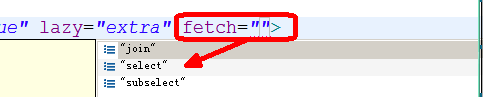 ue" lazy="extra" fetch="">
"join"
"select"
"subselect"